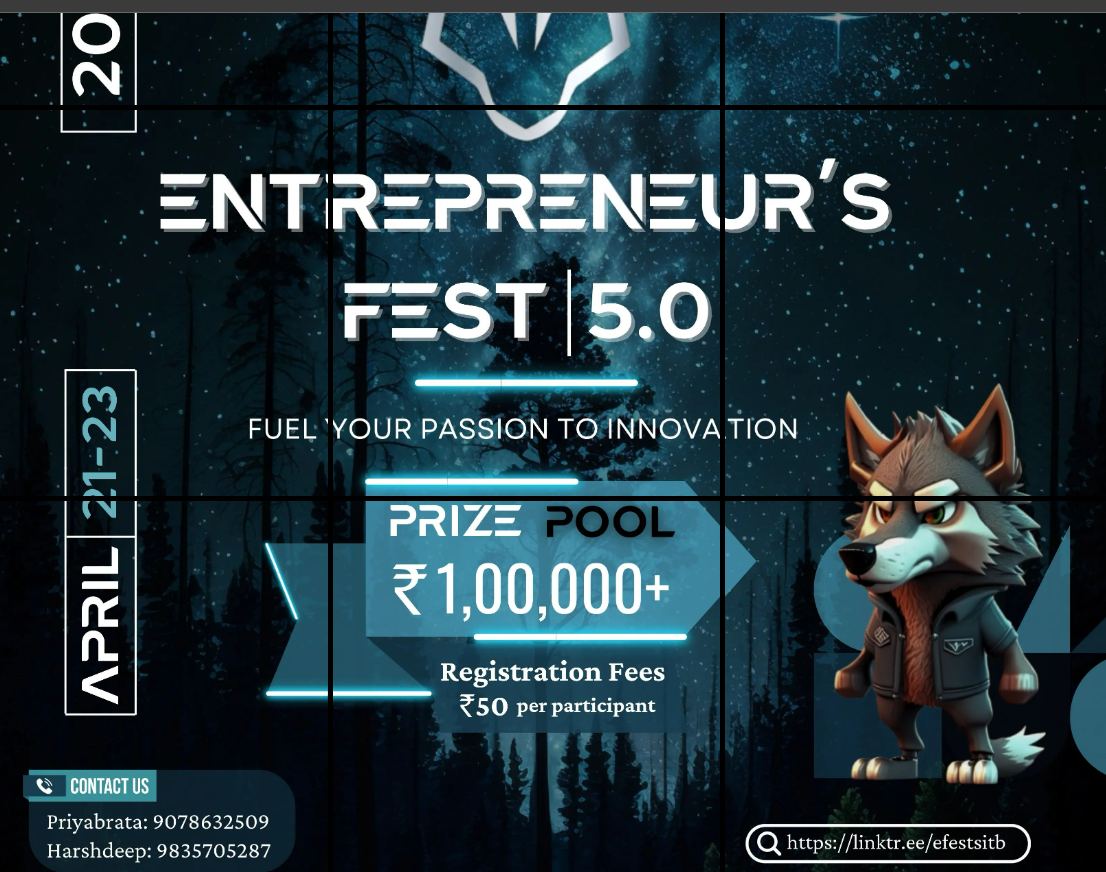 20
ENTREPRENEUR'S
FEST | 5.0
FUEL YOUR PASSION TO INNOVATION
21-23
APRIL
PRIZE POOL
₹1,00,000+
Registration Fees
₹50 per participant
CONTACT US
Priyabrata: 9078632509
Harshdeep: 9835705287
https://linktr.ee/efestsitb